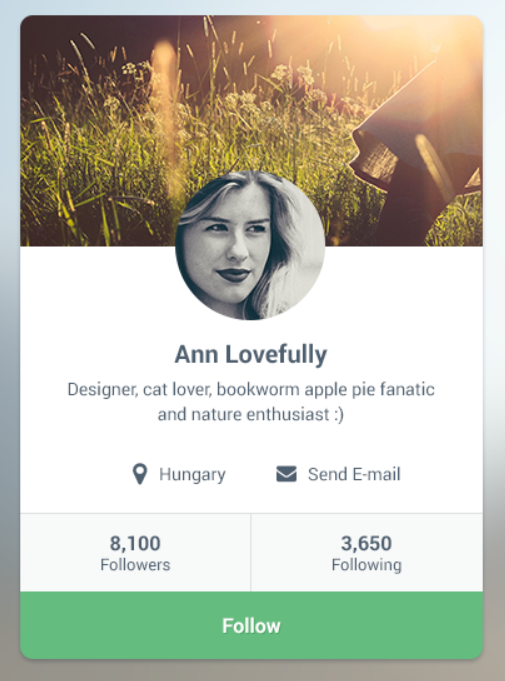 Ann Lovefully
Designer, cat lover, bookworm apple pie fanatic
and nature enthusiast :)
Hungary
Send E-mail
8,100
Followers
3,650
Following
Follow